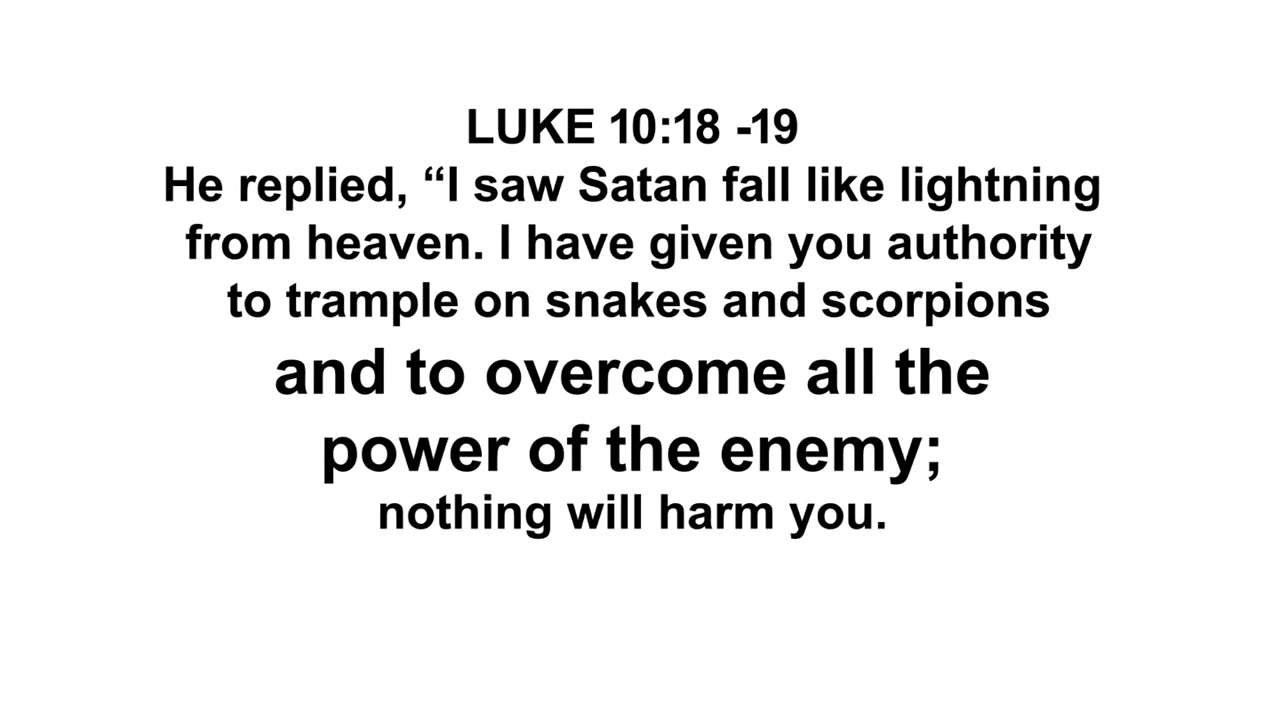 LUKE 10:18 -19
He replied, “I saw Satan fall like lightning
from heaven. I have given you authority
to trample on snakes and scorpions
and to overcome all the
power of the enemy;
nothing will harm you.